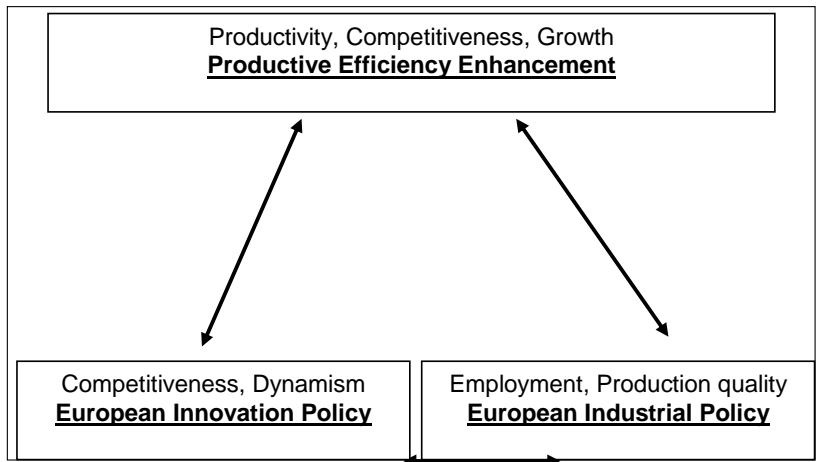 Productivity, Competitiveness, Growth
Productive Efficiency Enhancement
Competitiveness, Dynamism
European Innovation Policy
Employment, Production quality
European Industrial Policy